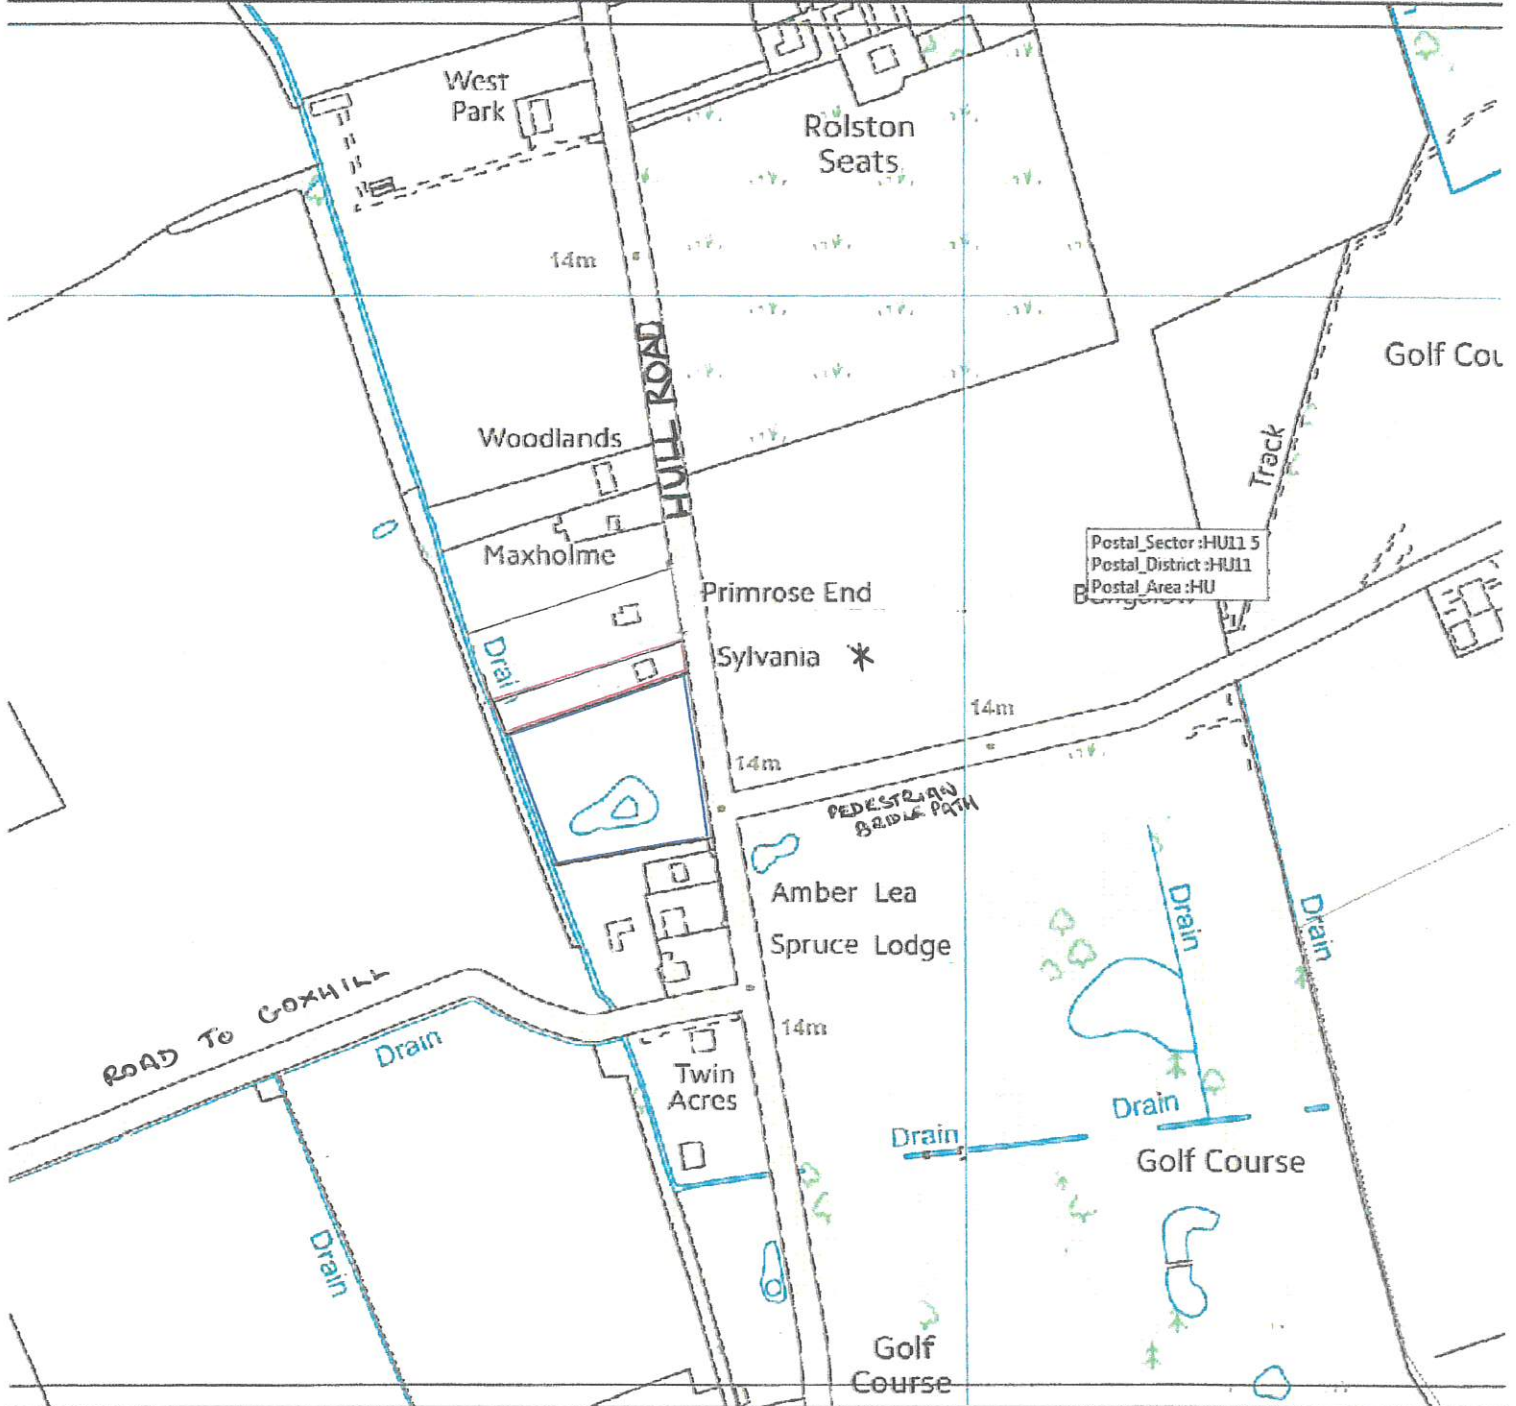 West
Park
Rolston
Seats
14m
HULL ROAD
Golf Cou
Woodlands
Track
Maxholme
Postal_Sector :HU11 5
Postal_District :HU11
Postal_Area :HU
Primrose End
Drain
Sylvania *
14m
14m
PEDESTRIAN
BRIDLE PATH
Amber Lea
Drain
Drain
Spruce Lodge
ROAD TO GOXHILL
14m
Drain
Twin
Acres
Drain
Drain
Golf Course
Drain
Golf
Course